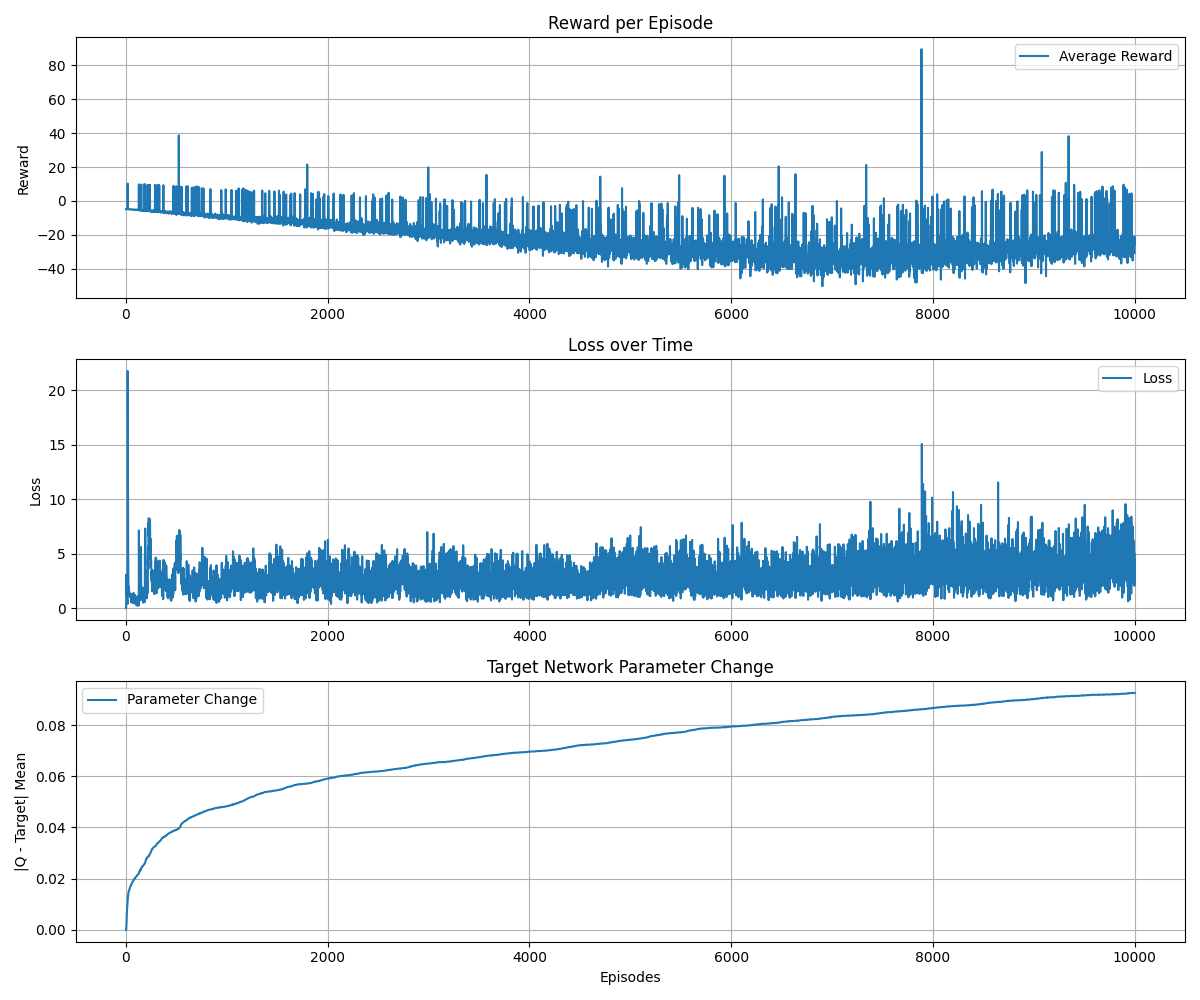 Reward per Episode
Average Reward
Reward
80
60
40
20
0
−20
−40
0 2000 4000 6000 8000 10000
Loss over Time
Loss
Loss
20
15
10
5
0
0 2000 4000 6000 8000 10000
Target Network Parameter Change
Parameter Change
|Q - Target| Mean
0.08
0.06
0.04
0.02
0.00
0 2000 4000 6000 8000 10000
Episodes